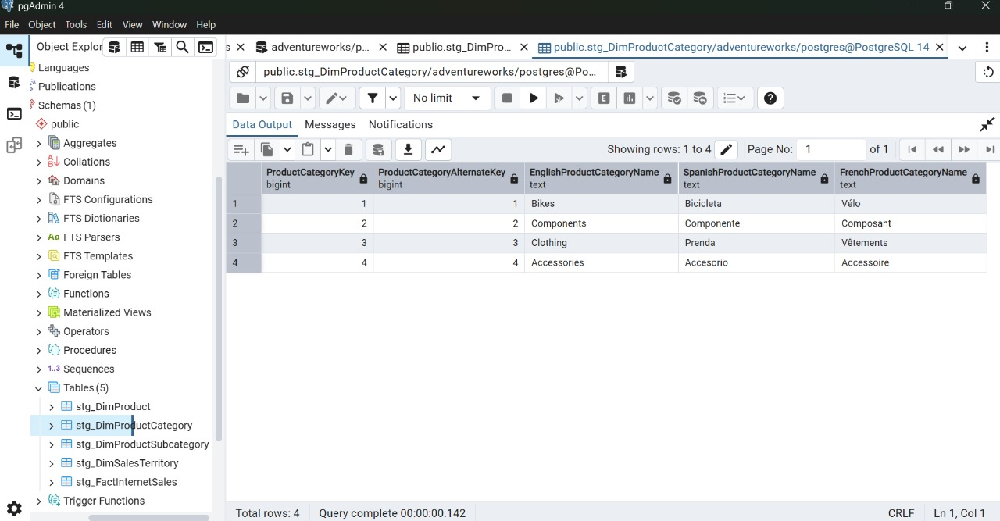 pgAdmin 4
File Object Tools Edit View Window Help
Object Explor
s
adventureworks/p...
public.stg_DimPro...
public.stg_DimProductCategory/adventureworks/postgres@PostgreSQL 14
public.stg_DimProductCategory/adventureworks/postgres@Po...
No limit
E
Data Output Messages Notifications
Showing rows: 1 to 4 Page No: 1 of 1
ProductCategoryKey ProductCategoryAlternateKey EnglishProductCategoryName SpanishProductCategoryName FrenchProductCategoryName
bigint bigint text text text
1 1 1 Bikes Bicicleta Vélo
2 2 2 Components Componente Composant
3 3 3 Clothing Prenda Vêtements
4 4 4 Accessories Accesorio Accessoire
Languages
Publications
Schemas (1)
public
Aggregates
Collations
Domains
FTS Configurations
FTS Dictionaries
Aa FTS Parsers
FTS Templates
Foreign Tables
Functions
Materialized Views
Operators
Procedures
1..3 Sequences
Tables (5)
stg_DimProduct
stg_DimProductCategory
stg_DimProductSubcategory
stg_DimSalesTerritory
stg_FactInternetSales
Trigger Functions
Total rows: 4 Query complete 00:00:00.142 CRLF Ln 1, Col 1